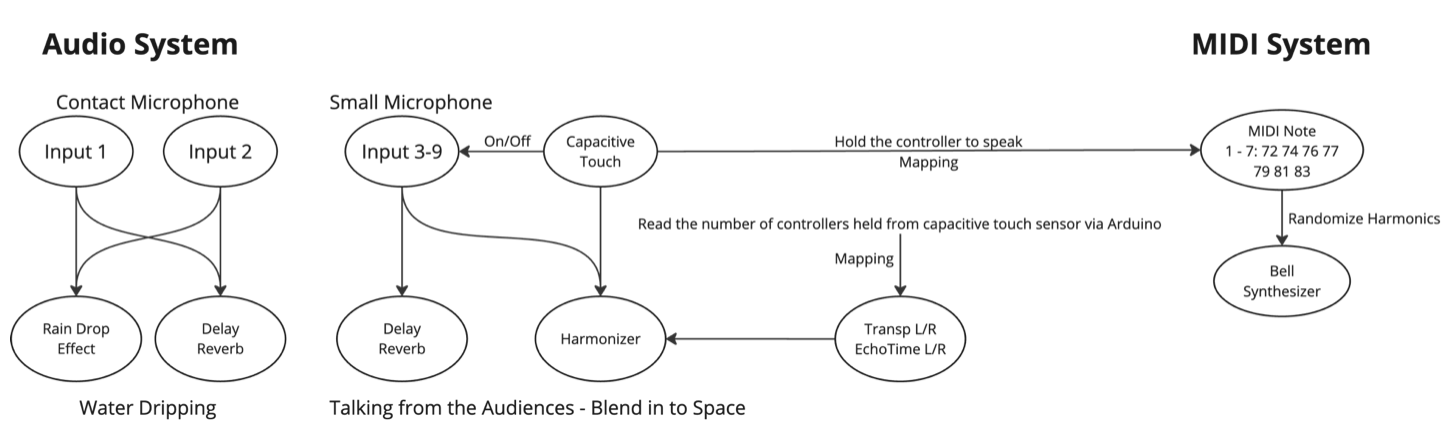 Audio System
MIDI System
Contact Microphone
Small Microphone
Input 1
Input 2
Input 3-9
On/Off
Capacitive
Touch
Hold the controller to speak
Mapping
MIDI Note
1 - 7: 72 74 76 77
79 81 83
Read the number of controllers held from capacitive touch sensor via Arduino
Mapping
Randomize Harmonics
Bell
Synthesizer
Rain Drop
Effect
Delay
Reverb
Delay
Reverb
Harmonizer
Transp L/R
EchoTime L/R
Water Dripping
Talking from the Audiences - Blend in to Space